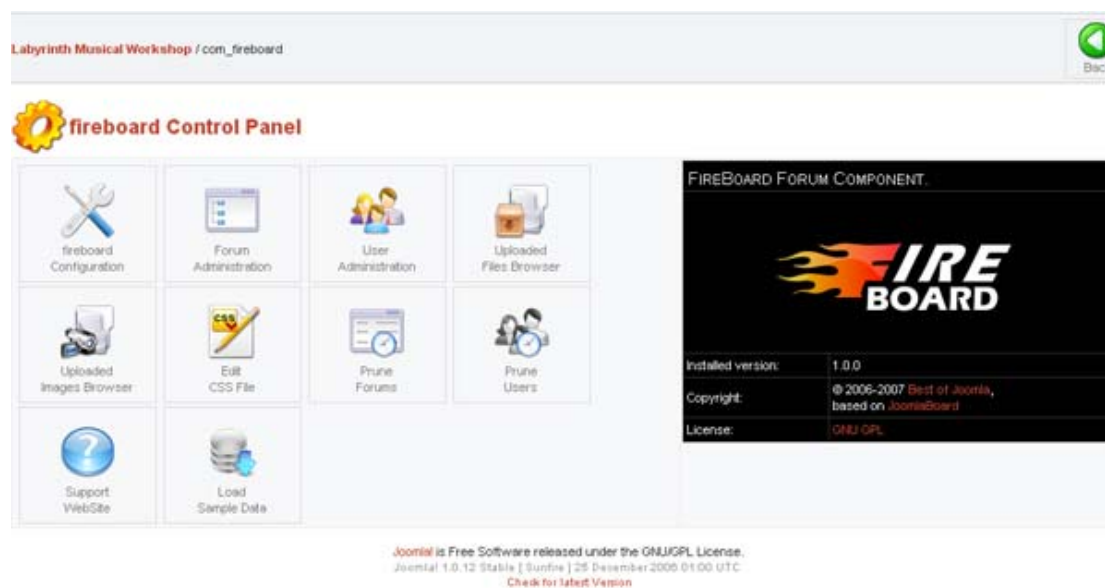 Labyrinth Musical Workshop / com_fireboard
Back
fireboard Control Panel
fireboard
Configuration
Forum
Administration
User
Administration
Uploaded
Files Browser
Uploaded
Images Browser
CSS
Edit
CSS File
Prune
Forums
Prune
Users
Support
WebSite
Load
Sample Data
FIREBOARD FORUM COMPONENT.
FIRE
BOARD
Installed version: 1.0.0
Copyright: © 2006-2007 Best of Joomla,
based on JoomlaBoard
License: GNU GPL
Joomla! is Free Software released under the GNU/GPL License.
Joomla! 1.0.12 Stable [ Sunfire ] 25 December 2006 01:00 UTC
Check for latest Version